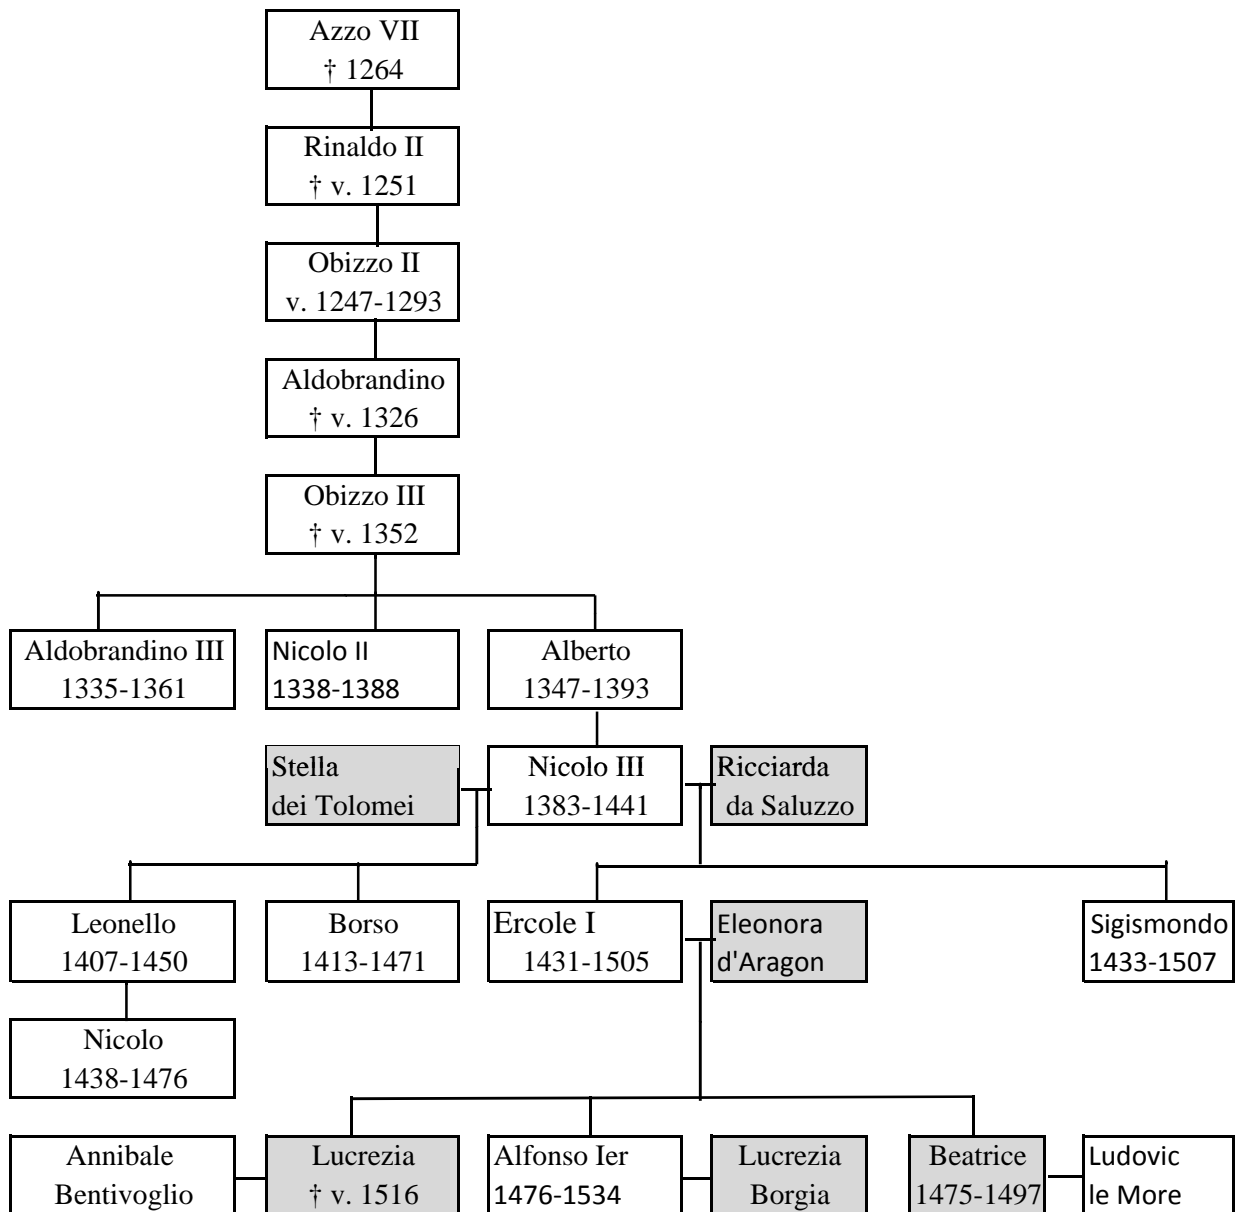 Azzo VII
† 1264
Rinaldo II
† v. 1251
Obizzo II
v. 1247-1293
Aldobrandino
† v. 1326
Obizzo III
† v. 1352
Aldobrandino III
1335-1361
Nicolo II
1338-1388
Alberto
1347-1393
Stella
dei Tolomei
Nicolo III
1383-1441
Ricciarda
da Saluzzo
Leonello
1407-1450
Borso
1413-1471
Ercole I
1431-1505
Eleonora
d'Aragon
Sigismondo
1433-1507
Nicolo
1438-1476
Annibale
Bentivoglio
Lucrezia
† v. 1516
Alfonso Ier
1476-1534
Lucrezia
Borgia
Beatrice
1475-1497
Ludovic
le More